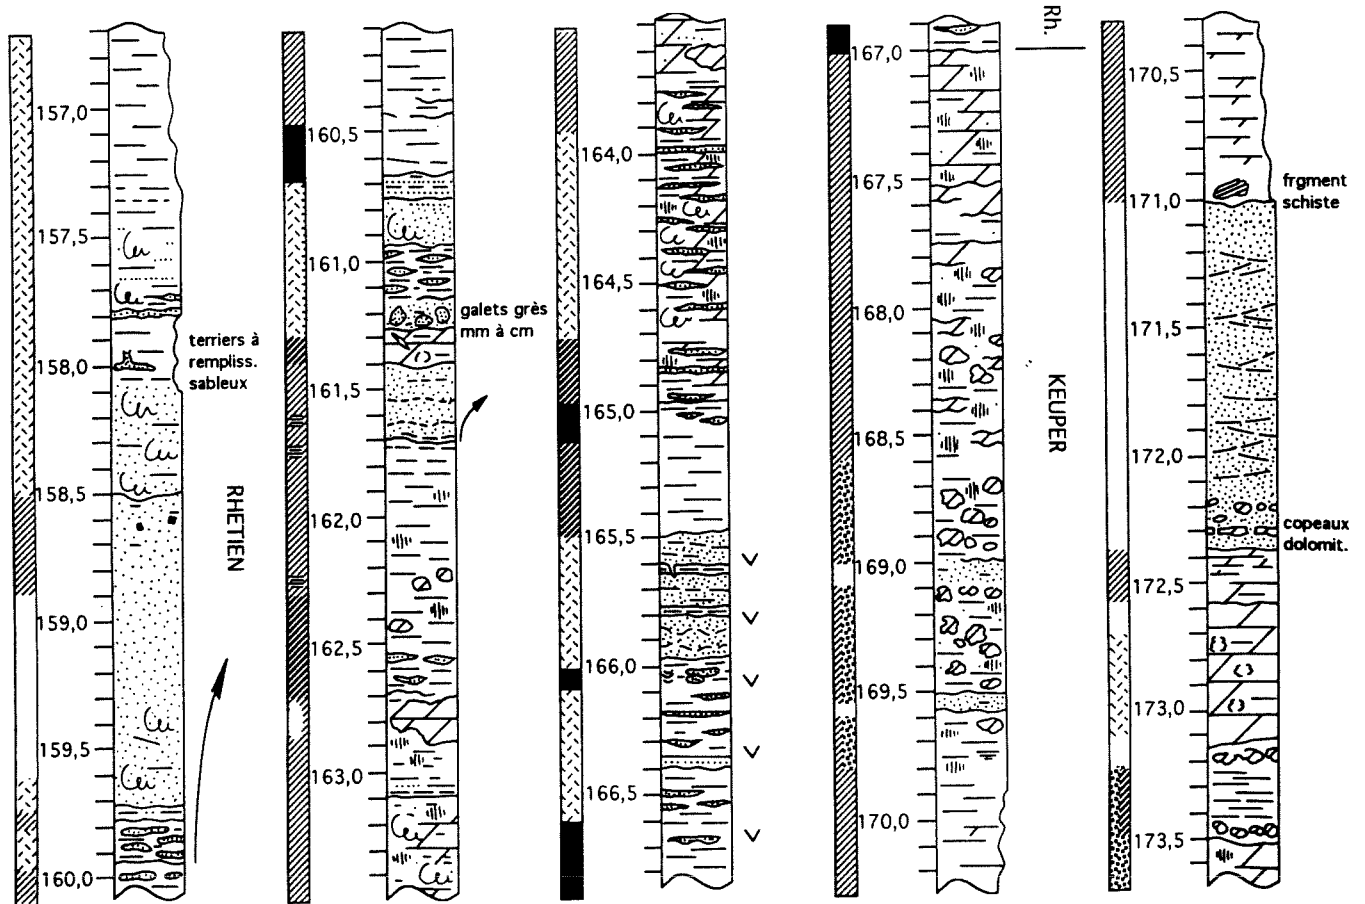 157,0
157,5
158,0
158,5
159,0
159,5
160,0
terriers à
rempliss.
sableux
RHETIEN
160,5
161,0
161,5
162,0
162,5
163,0
galets grès
mm à cm
164,0
164,5
165,0
165,5
166,0
166,5
167,0
167,5
168,0
168,5
169,0
169,5
170,0
Rh.
KEUPER
170,5
171,0
171,5
172,0
172,5
173,0
173,5
frgment
schiste
copeaux
dolomit.